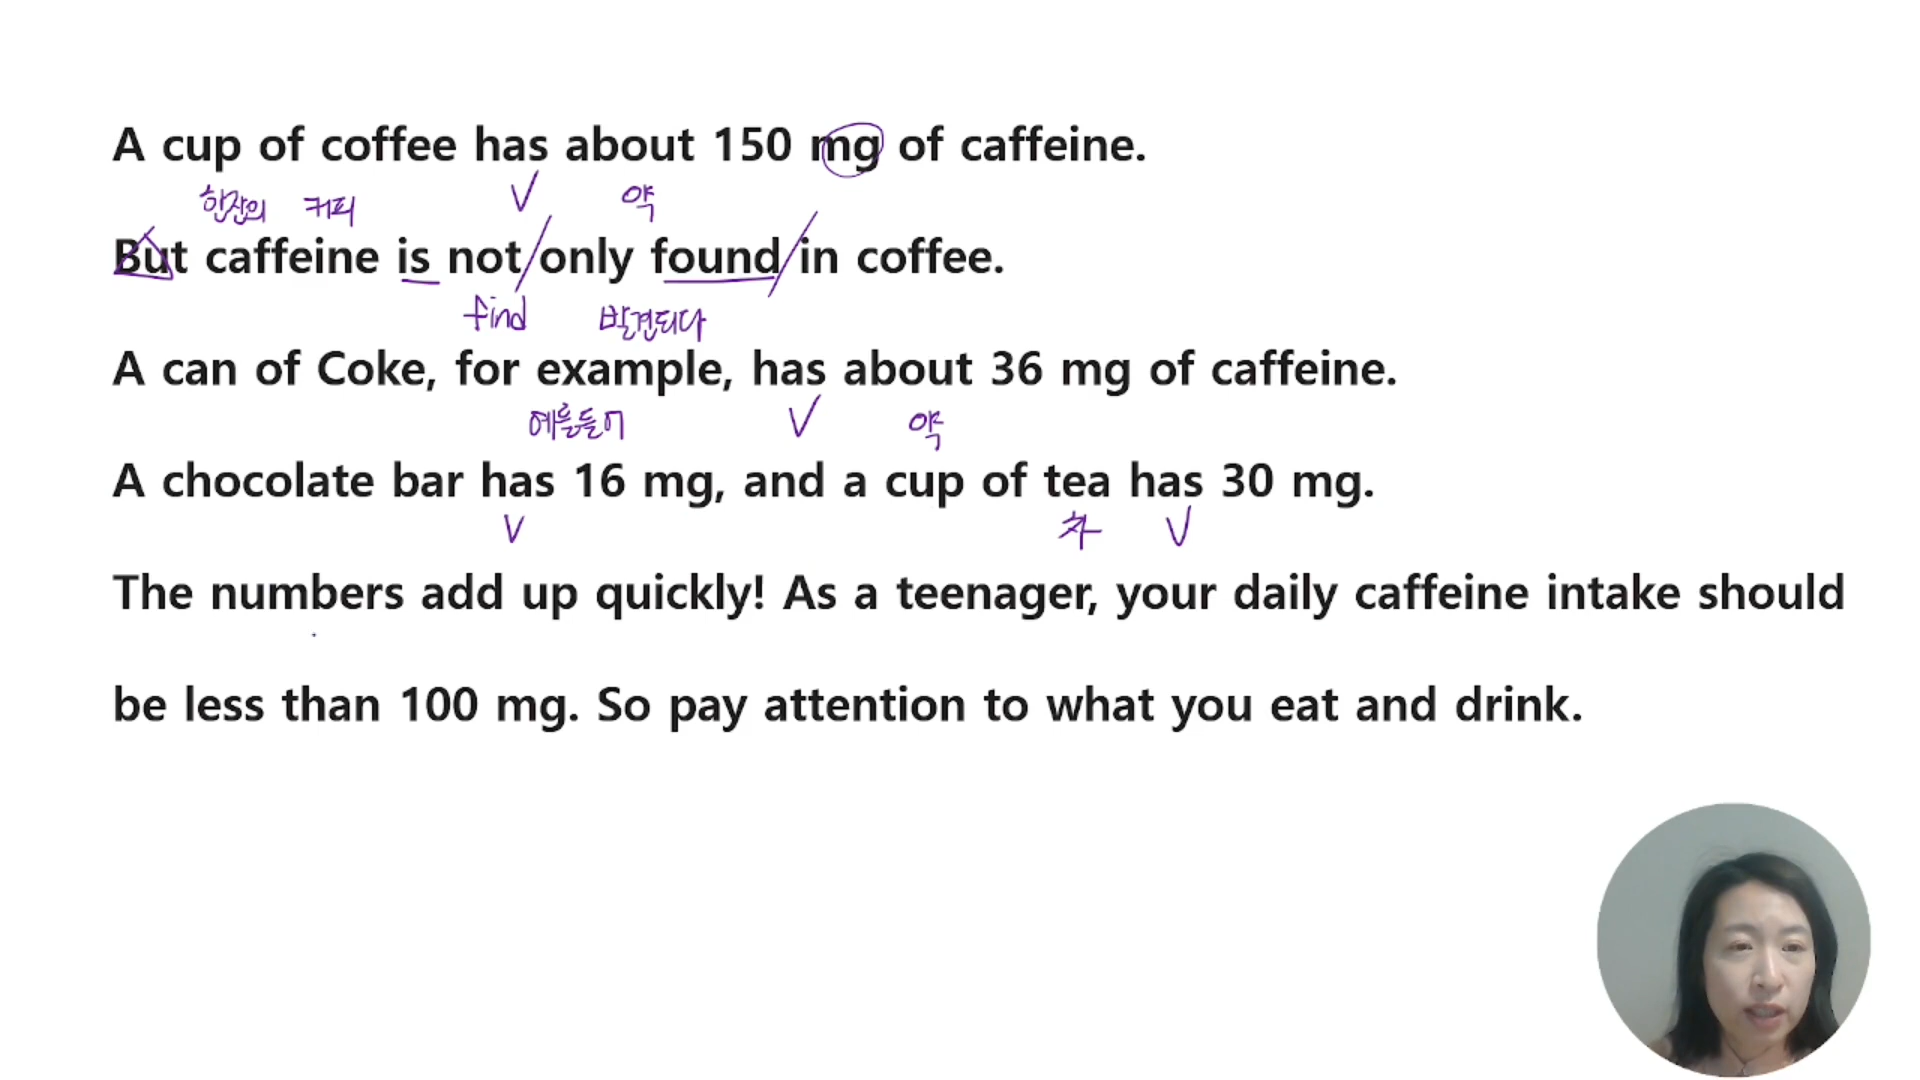 A cup of coffee has about 150 mg of caffeine.
한잔의 커피 V 약
But caffeine is not/only found/in coffee.
find 발견되다
A can of Coke, for example, has about 36 mg of caffeine.
예를들어 V 약
A chocolate bar has 16 mg, and a cup of tea has 30 mg.
V 차 V
The numbers add up quickly! As a teenager, your daily caffeine intake should
be less than 100 mg. So pay attention to what you eat and drink.